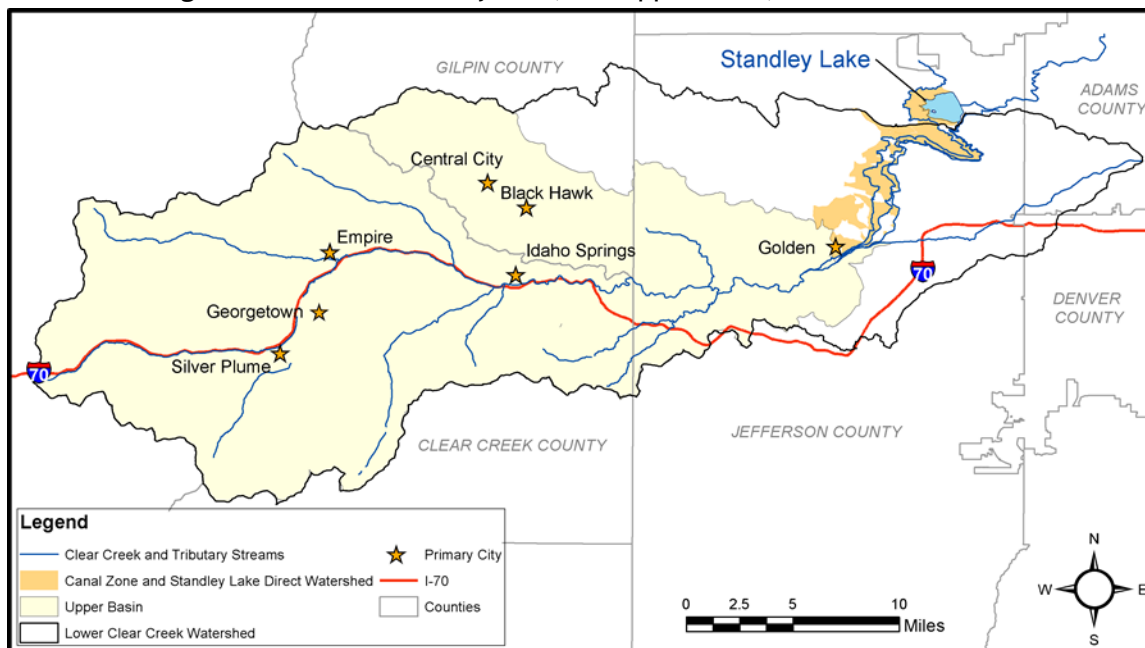 GILPIN COUNTY
Standley Lake
ADAMS
COUNTY
Central City
Black Hawk
Empire
Idaho Springs
Golden
70
Georgetown
DENVER
COUNTY
Silver Plume
70
CLEAR CREEK COUNTY
JEFFERSON COUNTY
Legend
Clear Creek and Tributary Streams
Primary City
Canal Zone and Standley Lake Direct Watershed
I-70
Upper Basin
Counties
Lower Clear Creek Watershed
0 2.5 5 10
Miles
N
W E
S